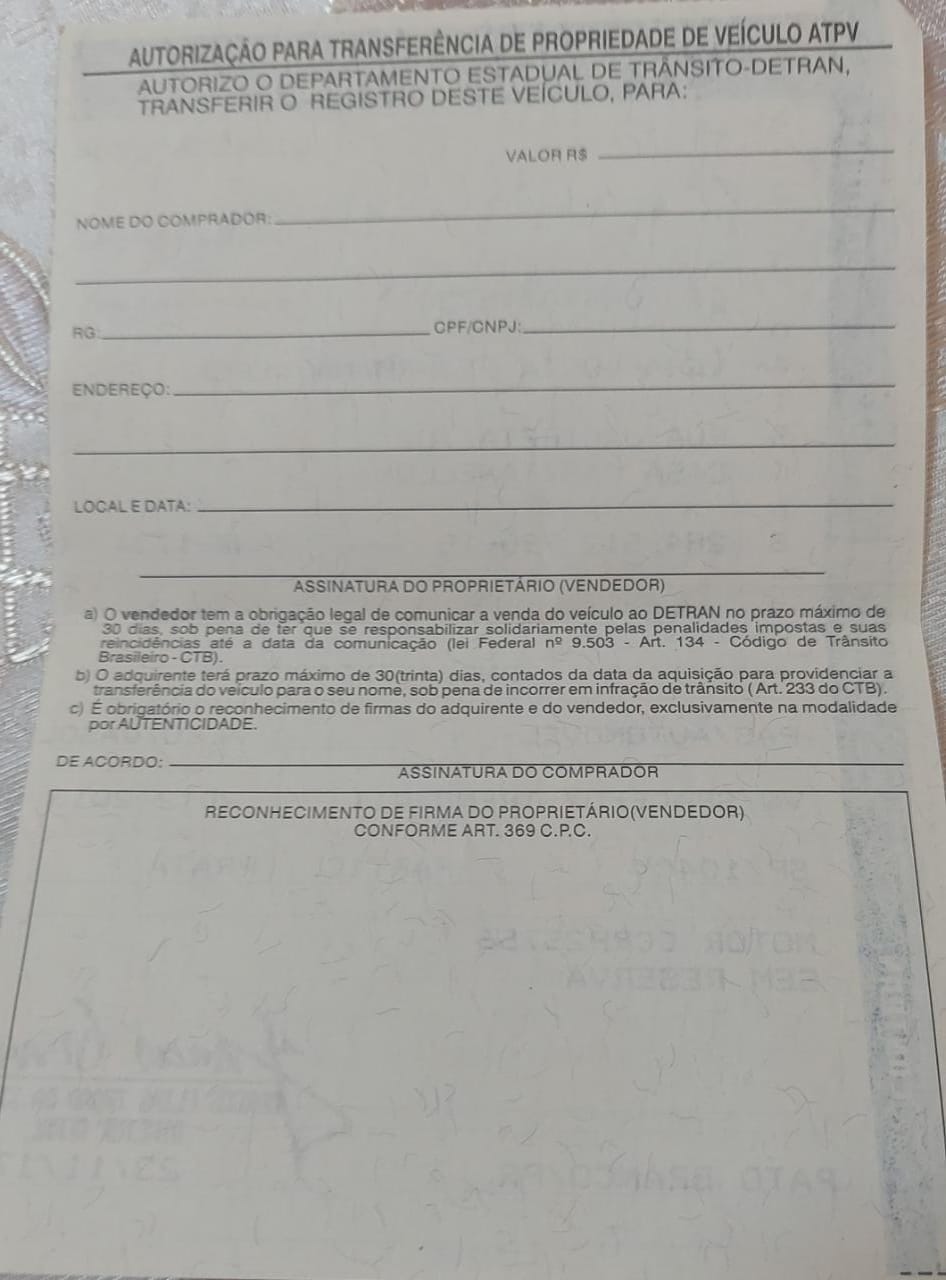 AUTORIZAÇÃO PARA TRANSFERÊNCIA DE PROPRIEDADE DE VEÍCULO ATPV
AUTORIZO O DEPARTAMENTO ESTADUAL DE TRÂNSITO-DETRAN,
TRANSFERIR O REGISTRO DESTE VEÍCULO, PARA:
VALOR R$
NOME DO COMPRADOR:
RG: CPF/CNPJ:
ENDEREÇO:
LOCAL E DATA:
ASSINATURA DO PROPRIETÁRIO (VENDEDOR)
a) O vendedor tem a obrigação legal de comunicar a venda do veículo ao DETRAN no prazo máximo de
30 dias, sob pena de ter que se responsabilizar solidariamente pelas penalidades impostas e suas
reincidências até a data da comunicação (lei Federal nº 9.503 - Art. 134 - Código de Trânsito
Brasileiro - CTB).
b) O adquirente terá prazo máximo de 30(trinta) dias, contados da data da aquisição para providenciar a
transferência do veículo para o seu nome, sob pena de incorrer em infração de trânsito ( Art. 233 do CTB).
c) É obrigatório o reconhecimento de firmas do adquirente e do vendedor, exclusivamente na modalidade
por AUTENTICIDADE.
DE ACORDO:
ASSINATURA DO COMPRADOR
RECONHECIMENTO DE FIRMA DO PROPRIETÁRIO(VENDEDOR)
CONFORME ART. 369 C.P.C.
SEM RESERVA
PATO BRANCO/PR